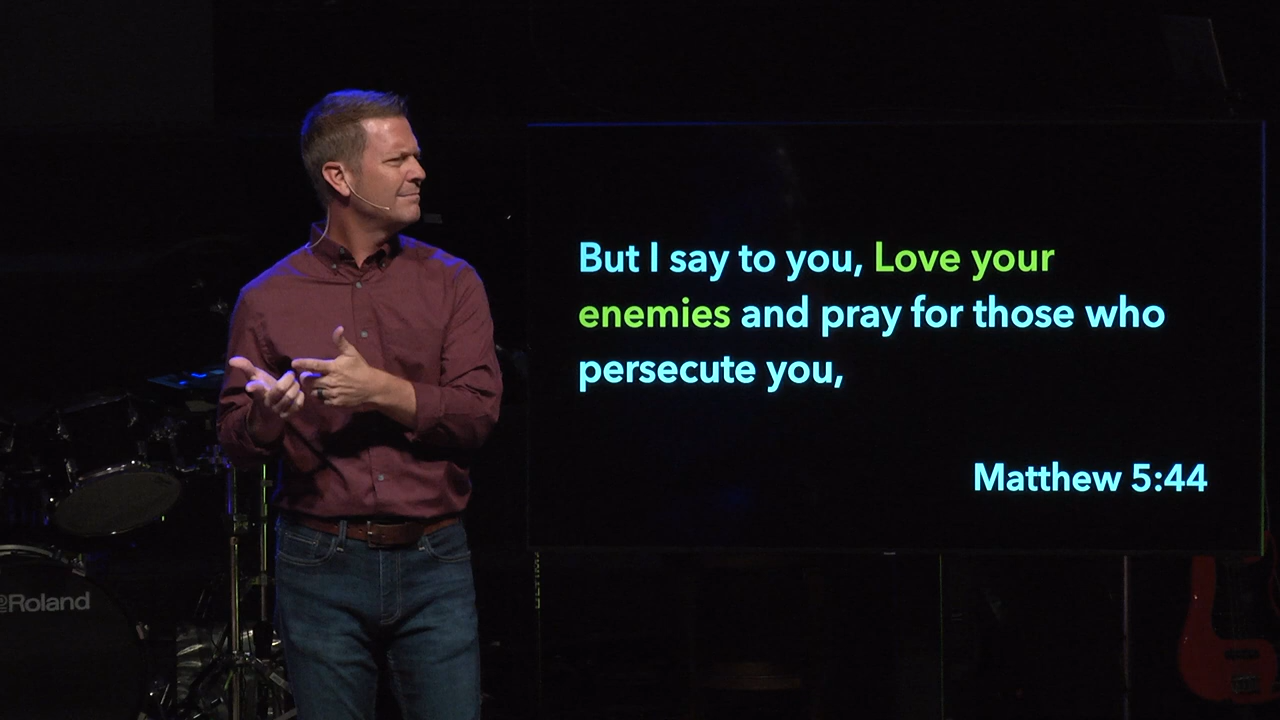 But I say to you, Love your
enemies and pray for those who
persecute you,
Matthew 5:44
Roland